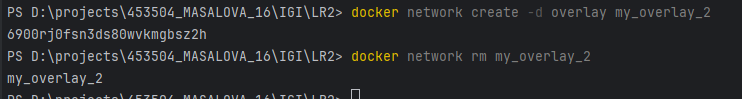 PS D:\projects\453504_MASALOVA_16\IGI\LR2> docker network create -d overlay my_overlay_2
6900rj0fsn3ds80wvkmgbsz2h
PS D:\projects\453504_MASALOVA_16\IGI\LR2> docker network rm my_overlay_2
my_overlay_2
PS D:\projects\453504_MASALOVA_16\IGI\LR2>